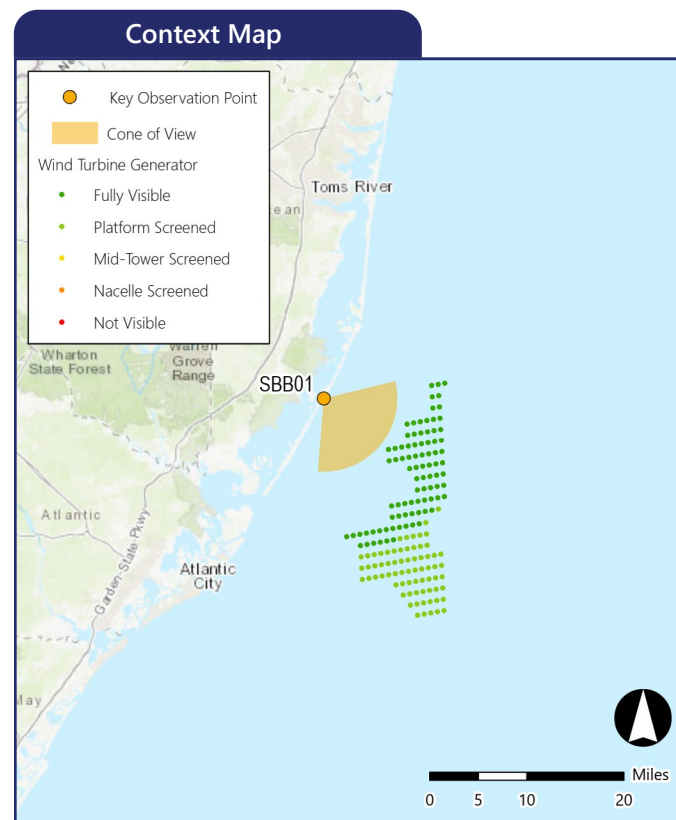 Context Map
Key Observation Point
Cone of View
Wind Turbine Generator
Fully Visible
Platform Screened
Mid-Tower Screened
Nacelle Screened
Not Visible
Toms River
ean
Warren
Grove
Range
Wharton
State Forest
SBB01
Atlantic
Garden State Pkwy
Atlantic
City
May
Miles
0 5 10 20